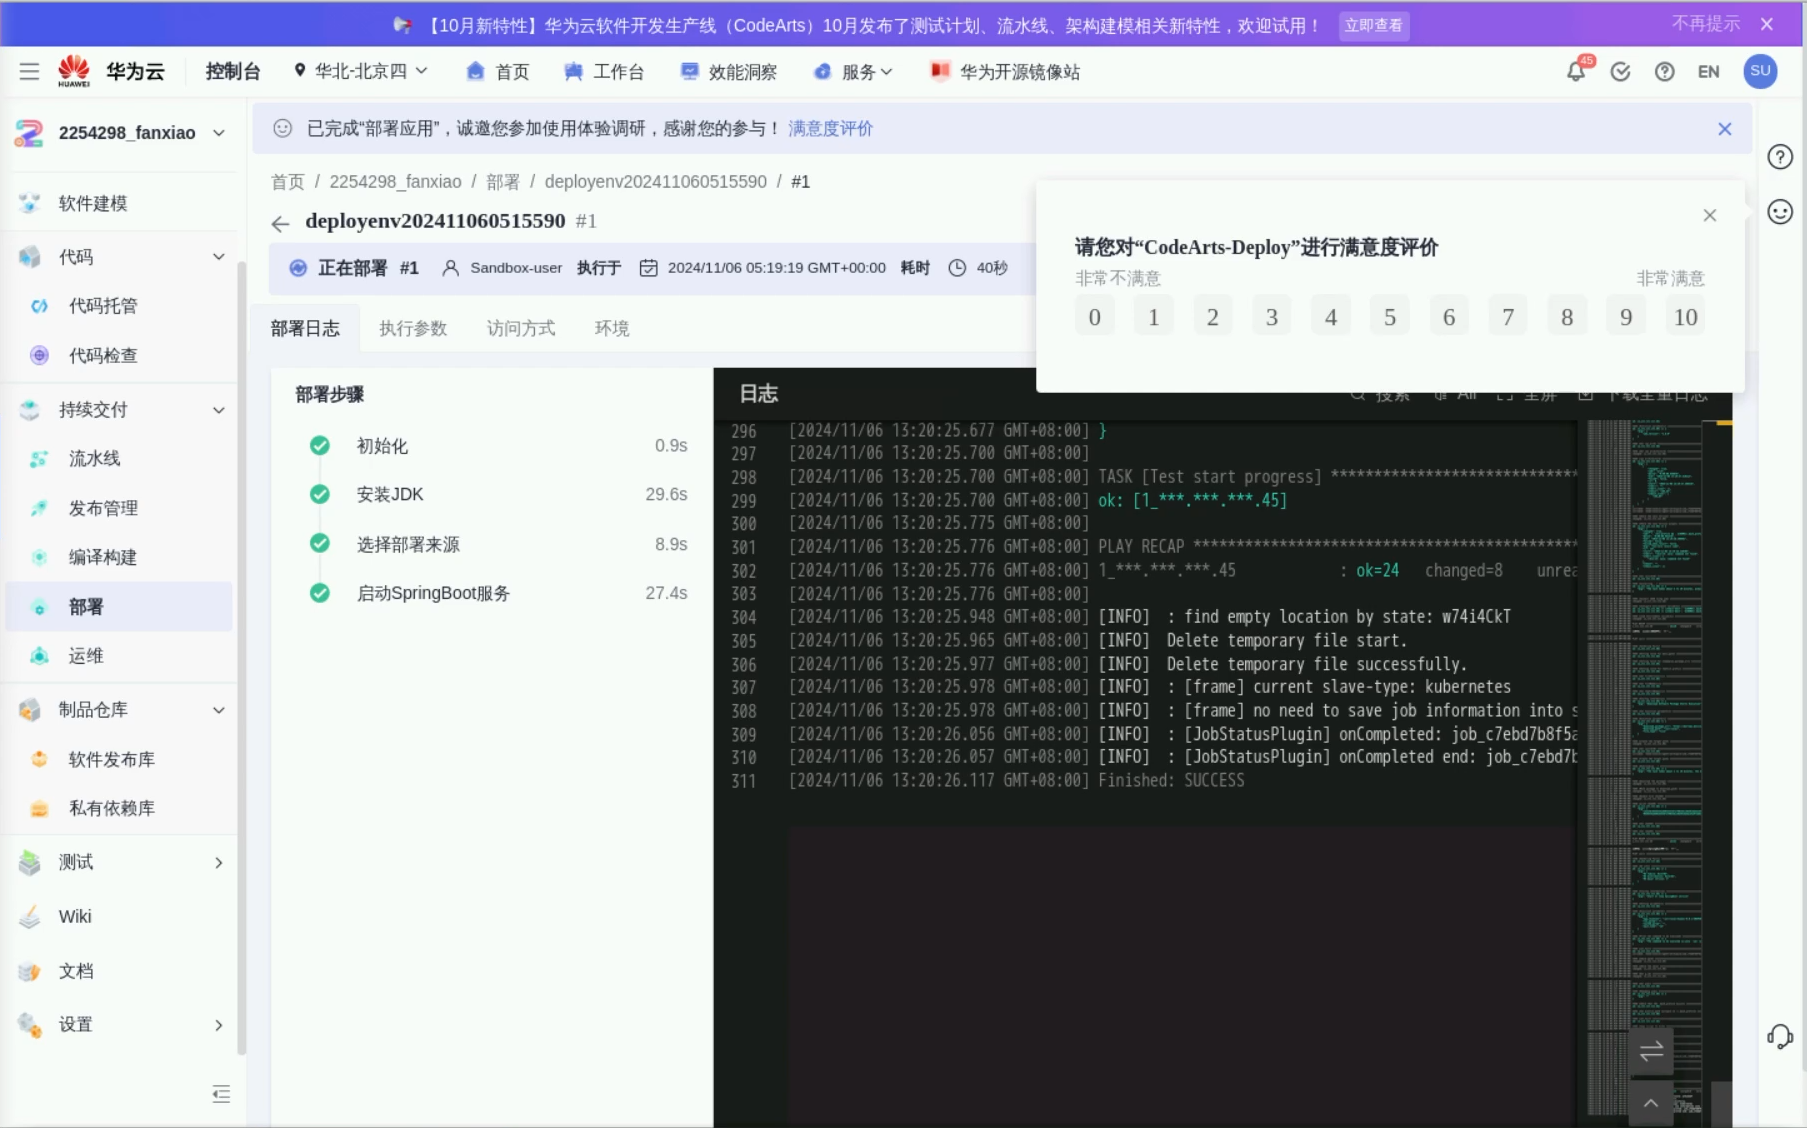 【10月新特性】华为云软件开发生产线（CodeArts）10月发布了测试计划、流水线、架构建模相关新特性，欢迎试用！ 立即查看 不再提示
HUAWEI 华为云 控制台 华北-北京四 首页 工作台 效能洞察 服务 华为开源镜像站 45 EN SU
2254298_fanxiao
软件建模
代码
代码托管
代码检查
持续交付
流水线
发布管理
编译构建
部署
运维
制品仓库
软件发布库
私有依赖库
测试
Wiki
文档
设置
已完成“部署应用”，诚邀您参加使用体验调研，感谢您的参与！ 满意度评价
首页 / 2254298_fanxiao / 部署 / deployenv202411060515590 / #1
deployenv202411060515590 #1
正在部署 #1 Sandbox-user 执行于 2024/11/06 05:19:19 GMT+00:00 耗时 40秒
部署日志 执行参数 访问方式 环境
请您对“CodeArts-Deploy”进行满意度评价
非常不满意 非常满意
0 1 2 3 4 5 6 7 8 9 10
部署步骤
初始化 0.9s
安装JDK 29.6s
选择部署来源 8.9s
启动SpringBoot服务 27.4s
日志 搜索 All 全屏 下载全量日志
296 [2024/11/06 13:20:25.677 GMT+08:00] }
297 [2024/11/06 13:20:25.700 GMT+08:00]
298 [2024/11/06 13:20:25.700 GMT+08:00] TASK [Test start progress] *****************************
299 [2024/11/06 13:20:25.700 GMT+08:00] ok: [1_***.***.***.45]
300 [2024/11/06 13:20:25.775 GMT+08:00]
301 [2024/11/06 13:20:25.776 GMT+08:00] PLAY RECAP *********************************************
302 [2024/11/06 13:20:25.776 GMT+08:00] 1_***.***.***.45 : ok=24 changed=8 unrea
303 [2024/11/06 13:20:25.776 GMT+08:00]
304 [2024/11/06 13:20:25.948 GMT+08:00] [INFO] : find empty location by state: w74i4CkT
305 [2024/11/06 13:20:25.965 GMT+08:00] [INFO] Delete temporary file start.
306 [2024/11/06 13:20:25.977 GMT+08:00] [INFO] Delete temporary file successfully.
307 [2024/11/06 13:20:25.978 GMT+08:00] [INFO] : [frame] current slave-type: kubernetes
308 [2024/11/06 13:20:25.978 GMT+08:00] [INFO] : [frame] no need to save job information into s
309 [2024/11/06 13:20:26.056 GMT+08:00] [INFO] : [JobStatusPlugin] onCompleted: job_c7ebd7b8f5a
310 [2024/11/06 13:20:26.057 GMT+08:00] [INFO] : [JobStatusPlugin] onCompleted end: job_c7ebd7b
311 [2024/11/06 13:20:26.117 GMT+08:00] Finished: SUCCESS